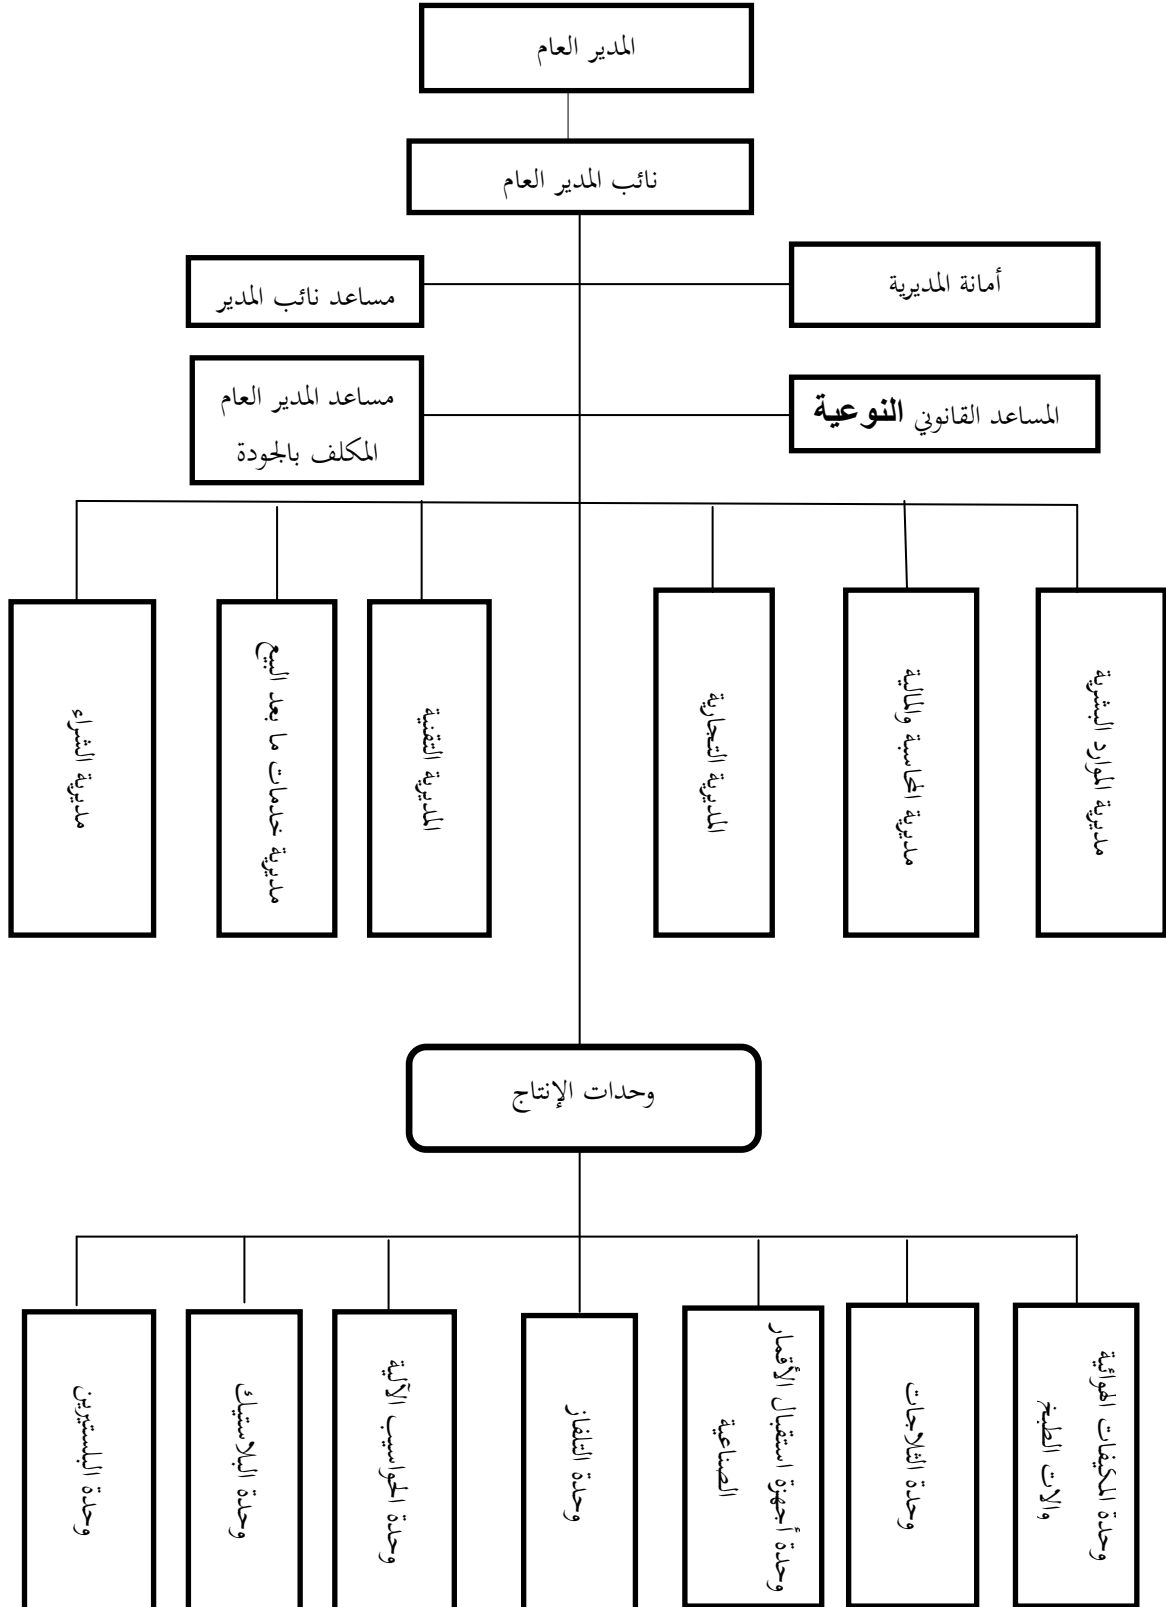 المدير العام
نائب المدير العام
أمانة المديرية
مساعد نائب المدير
المساعد القانوني النوعية
مساعد المدير العام
المكلف بالجودة
مديرية الموارد البشرية
مديرية المحاسبة والمالية
المديرية التجارية
المديرية التقنية
مديرية خدمات ما بعد البيع
مديرية الشراء
وحدات الإنتاج
وحدة المكيفات الهوائية
والات الطبخ
وحدة الثلاجات
وحدة أجهزة استقبال الأقمار
الصناعية
وحدة التلفاز
وحدة الحواسيب الآلية
وحدة البلاستيك
وحدة البلستيرين